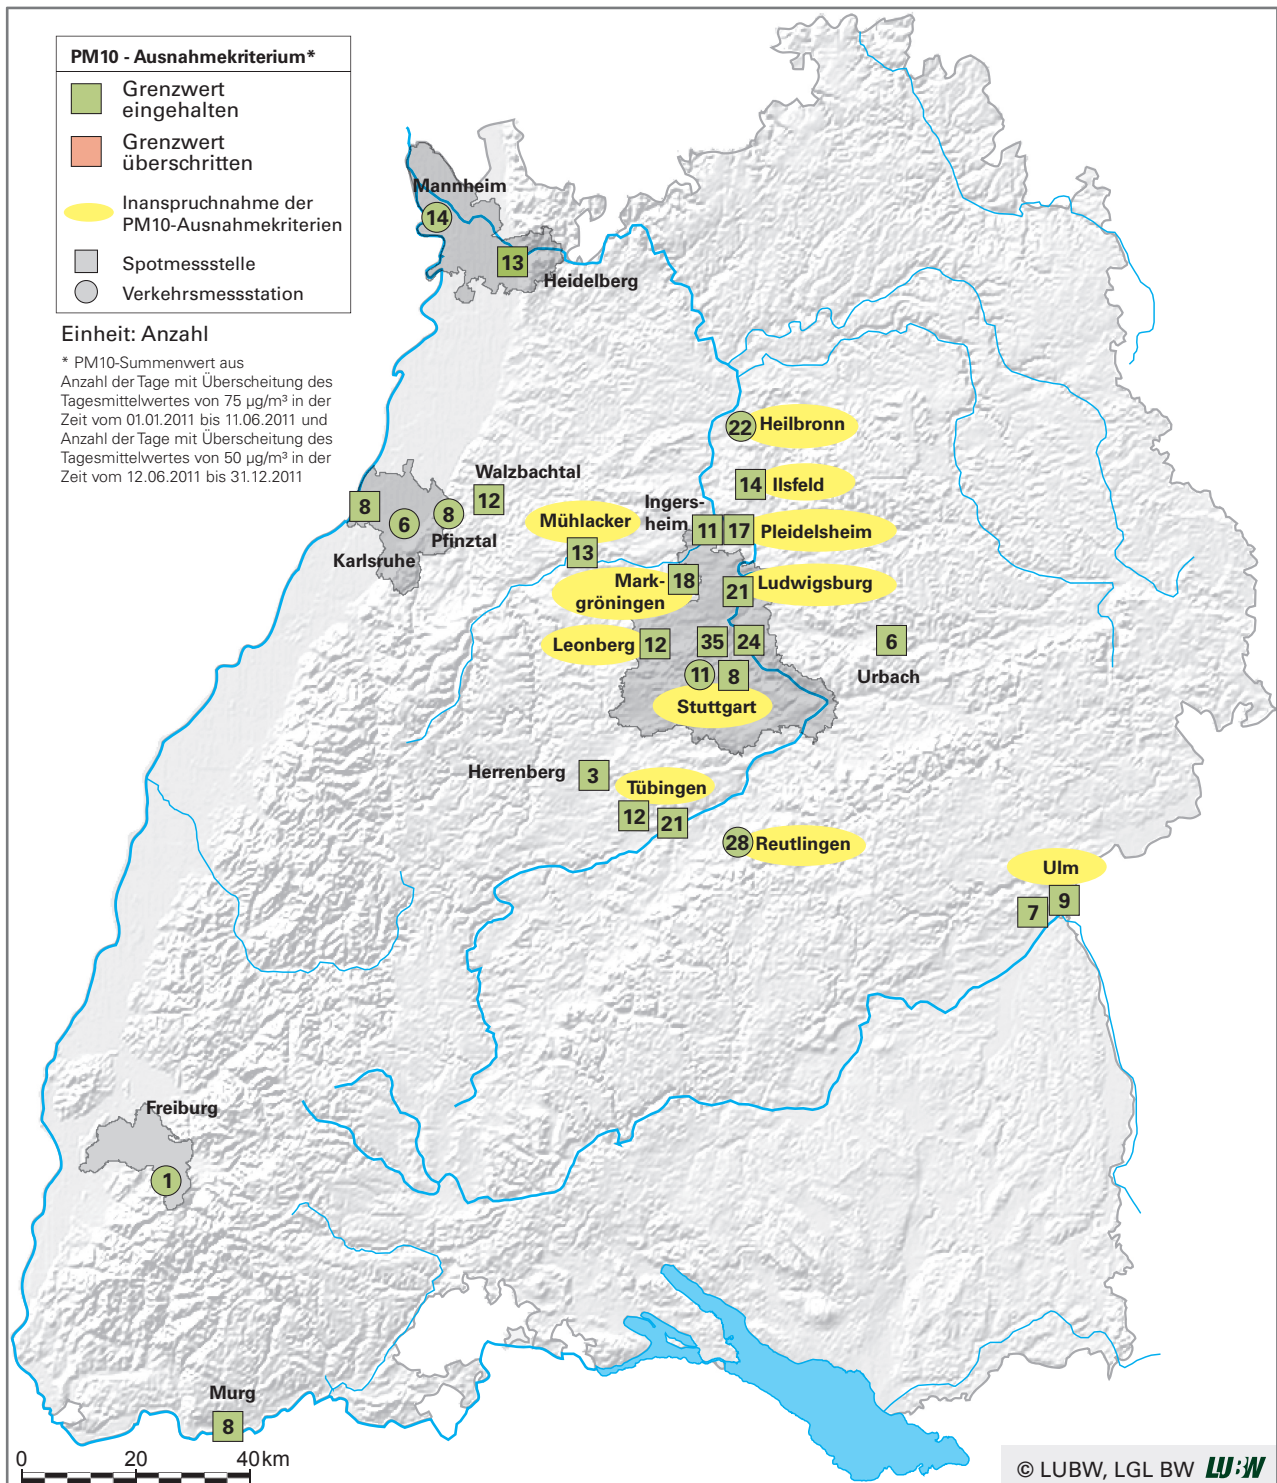 PM10 - Ausnahmekriterium*
Grenzwert
eingehalten
Grenzwert
überschritten
Inanspruchnahme der
PM10-Ausnahmekriterien
Spotmessstelle
Verkehrsmessstation
Einheit: Anzahl
* PM10-Summenwert aus
Anzahl der Tage mit Überscheitung des
Tagesmittelwertes von 75 µg/m³ in der
Zeit vom 01.01.2011 bis 11.06.2011 und
Anzahl der Tage mit Überscheitung des
Tagesmittelwertes von 50 µg/m³ in der
Zeit vom 12.06.2011 bis 31.12.2011
Mannheim
14
13
Heidelberg
22 Heilbronn
14 Ilsfeld
Walzbachtal
12
8
6
8
Pfinztal
Karlsruhe
Ingers-
heim
11
17 Pleidelsheim
Mühlacker
13
Mark-
gröningen
18
21
Ludwigsburg
Leonberg 12
35
24
11
8
Stuttgart
6
Urbach
Herrenberg 3
Tübingen
12
21
28 Reutlingen
Ulm
7
9
Freiburg
1
Murg
8
0 20 40 km
© LUBW, LGL BW LUBW